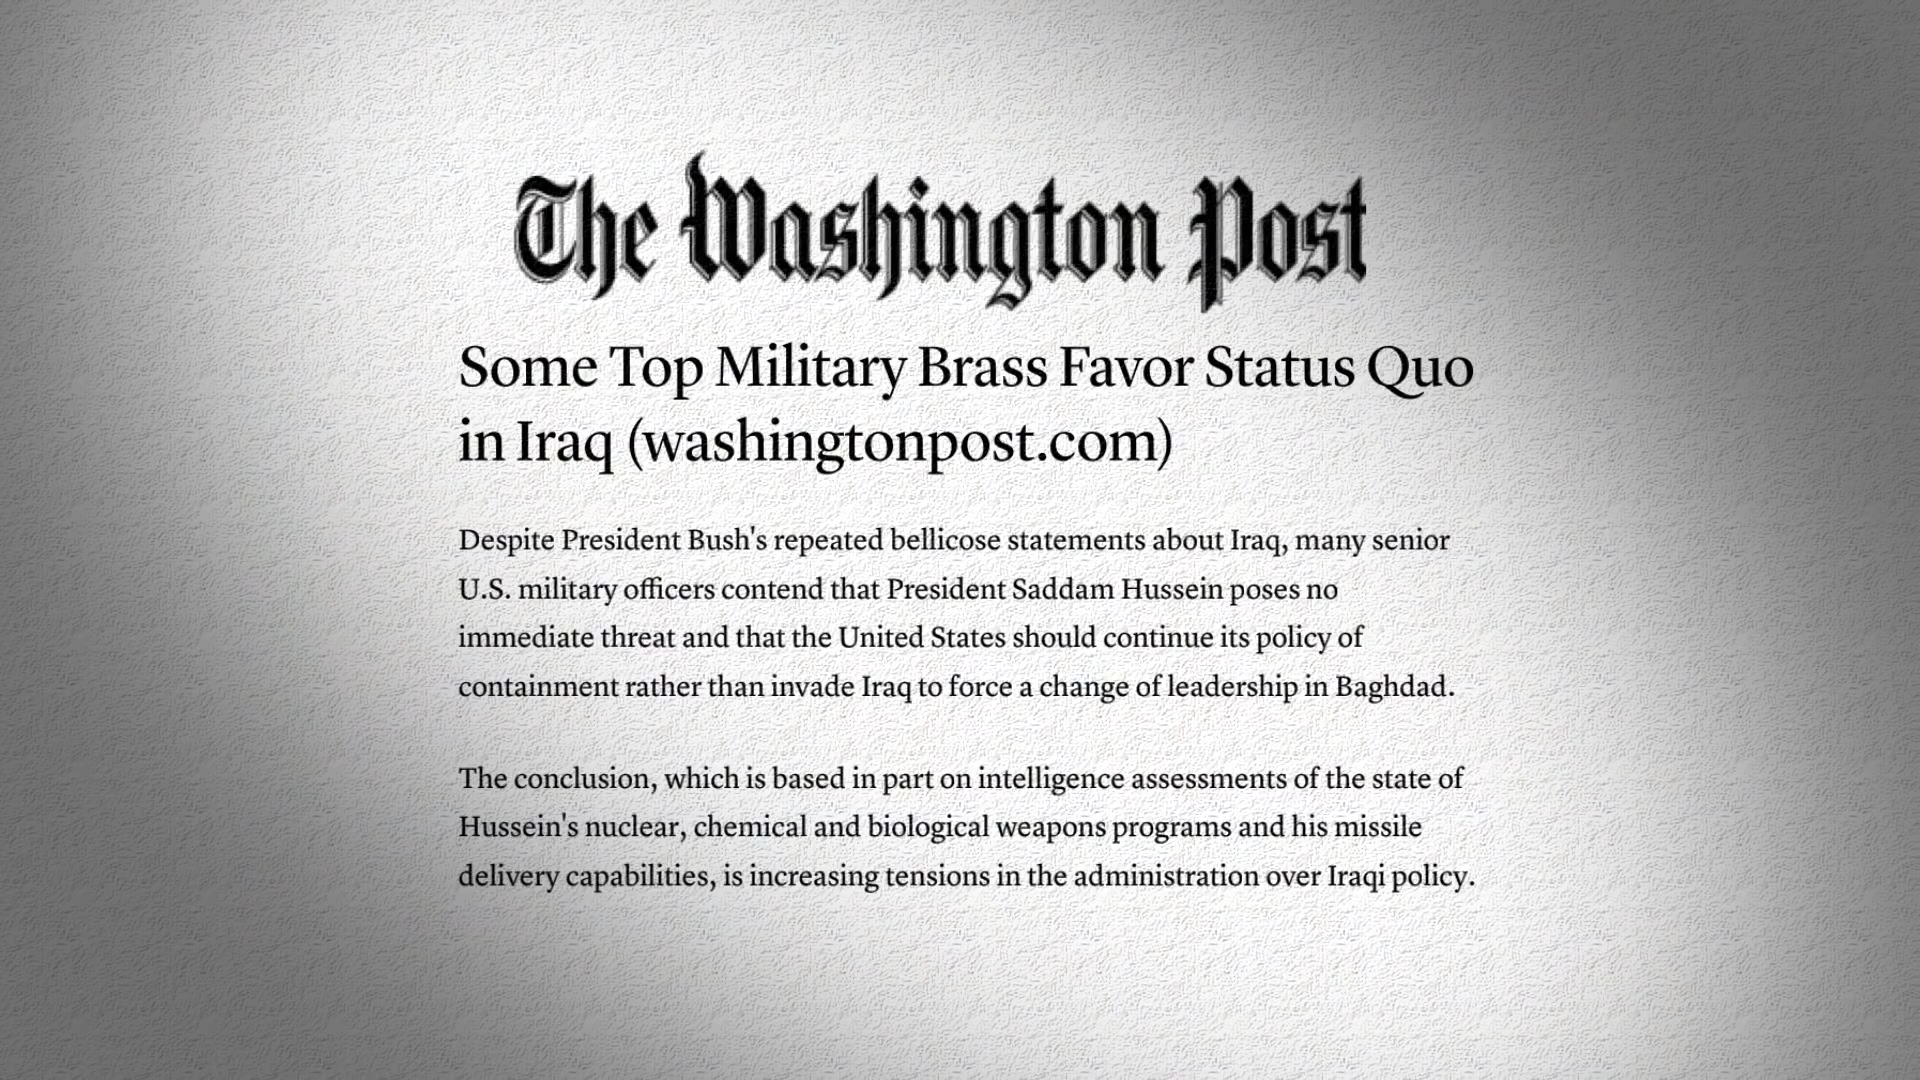 The Washington Post
Some Top Military Brass Favor Status Quo
in Iraq (washingtonpost.com)
Despite President Bush's repeated bellicose statements about Iraq, many senior
U.S. military officers contend that President Saddam Hussein poses no
immediate threat and that the United States should continue its policy of
containment rather than invade Iraq to force a change of leadership in Baghdad.
The conclusion, which is based in part on intelligence assessments of the state of
Hussein's nuclear, chemical and biological weapons programs and his missile
delivery capabilities, is increasing tensions in the administration over Iraqi policy.